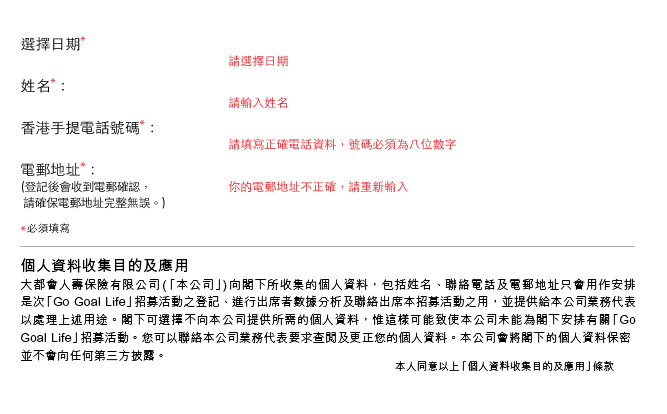 選擇日期*
請選擇日期
姓名*：
請輸入姓名
香港手提電話號碼*：
請填寫正確電話資料，號碼必須為八位數字
電郵地址*：
(登記後會收到電郵確認，
你的電郵地址不正確，請重新輸入
請確保電郵地址完整無誤。)
*必須填寫
個人資料收集目的及應用
大都會人壽保險有限公司(「本公司」)向閣下所收集的個人資料，包括姓名、聯絡電話及電郵地址只會用作安排
是次「Go Goal Life」招募活動之登記、進行出席者數據分析及聯絡出席本招募活動之用，並提供給本公司業務代表
以處理上述用途。閣下可選擇不向本公司提供所需的個人資料，惟這樣可能致使本公司未能為閣下安排有關「Go
Goal Life」招募活動。您可以聯絡本公司業務代表要求查閱及更正您的個人資料。本公司會將閣下的個人資料保密
並不會向任何第三方披露。
本人同意以上「個人資料收集目的及應用」條款